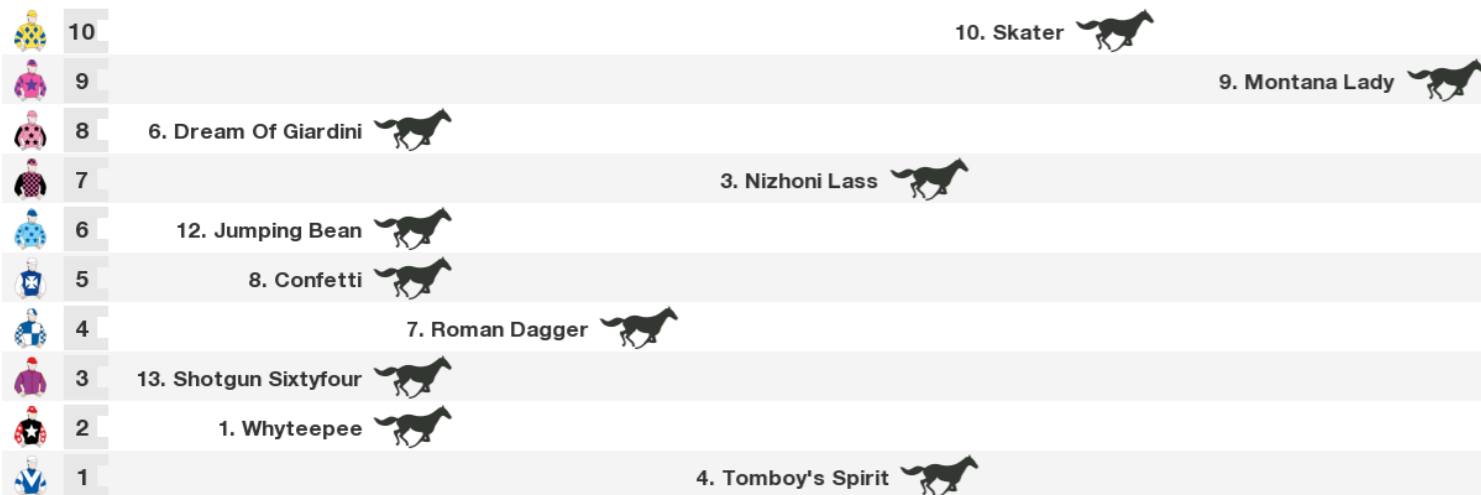 10 10. Skater
9 9. Montana Lady
8 6. Dream Of Giardini
7 3. Nizhoni Lass
6 12. Jumping Bean
5 8. Confetti
4 7. Roman Dagger
3 13. Shotgun Sixtyfour
2 1. Whyteepee
1 4. Tomboy's Spirit